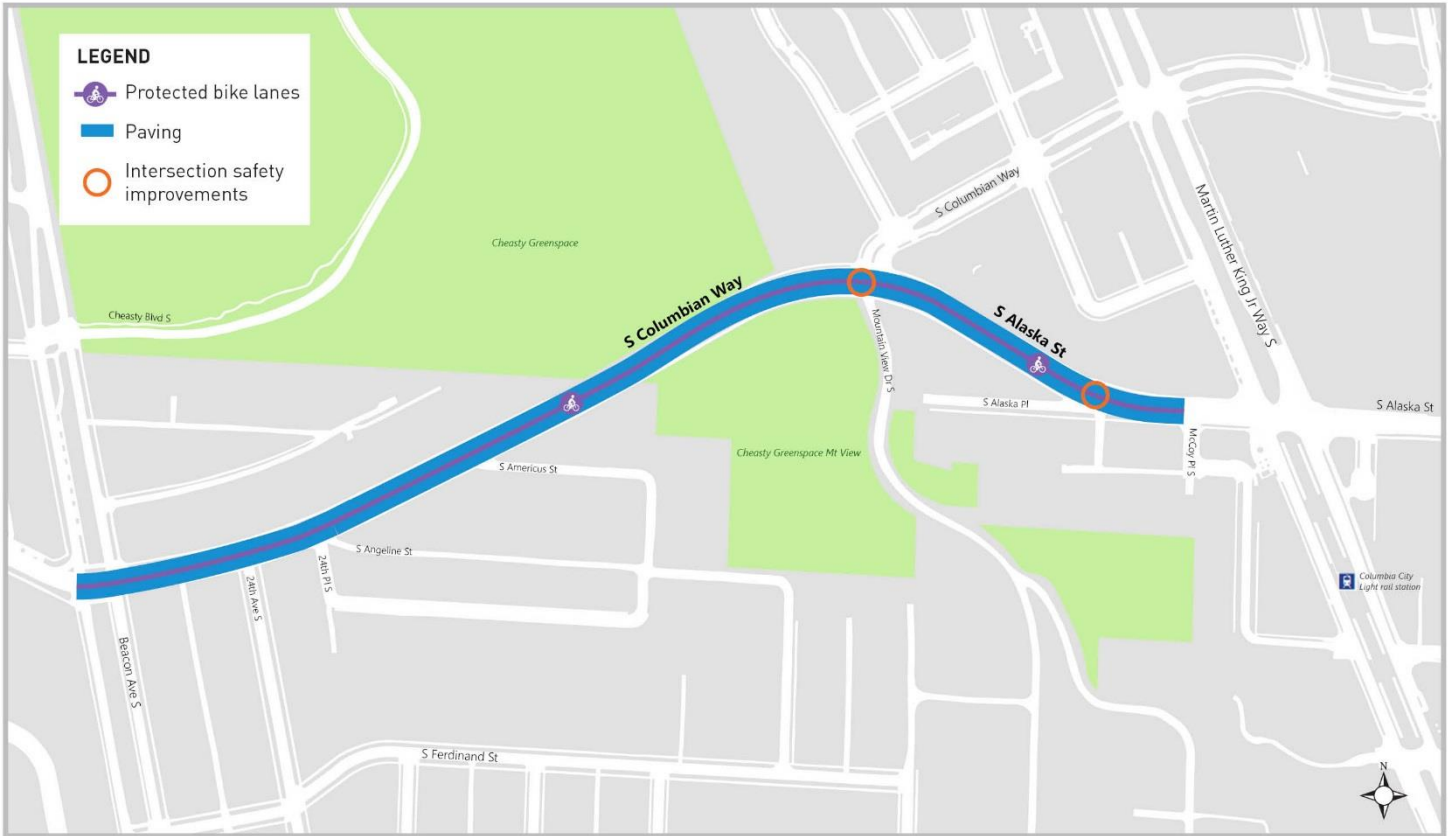 LEGEND
Protected bike lanes
Paving
Intersection safety
improvements
Cheasty Greenspace
S Columbian Way
Martin Luther King Jr Way S
Cheasty Blvd S
S Columbian Way
S Alaska St
Mountain View Dr S
S Alaska Pl
S Alaska St
McCoy Pl S
Cheasty Greenspace Mt View
S Americus St
S Angeline St
24th Pl S
24th Ave S
Columbia City
Light rail station
Beacon Ave S
S Ferdinand St
N